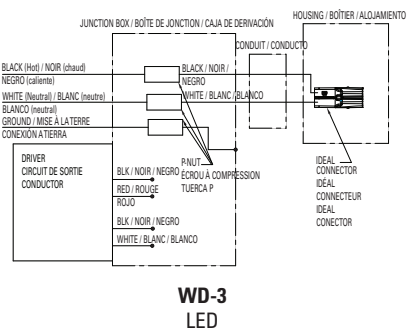 JUNCTION BOX / BOÎTE DE JONCTION / CAJA DE DERIVACIÓN
HOUSING / BOÎTIER / ALOJAMIENTO
CONDUIT / CONDUCTO
BLACK (Hot) / NOIR (chaud)
NEGRO (caliente)
BLACK / NOIR /
NEGRO
WHITE (Neutral) / BLANC (neutre)
BLANCO (neutral)
WHITE / BLANC / BLANCO
GROUND / MISE À LA TERRE
CONEXIÓN A TIERRA
DRIVER
CIRCUIT DE SORTIE
CONDUCTOR
BLK / NOIR / NEGRO
RED / ROUGE
ROJO
BLK / NOIR / NEGRO
WHITE / BLANC / BLANCO
P-NUT
ÉCROU À COMPRESSION
TUERCA P
IDEAL
CONNECTOR
IDÉAL
CONNECTEUR
IDEAL
CONECTOR
WD-3
LED